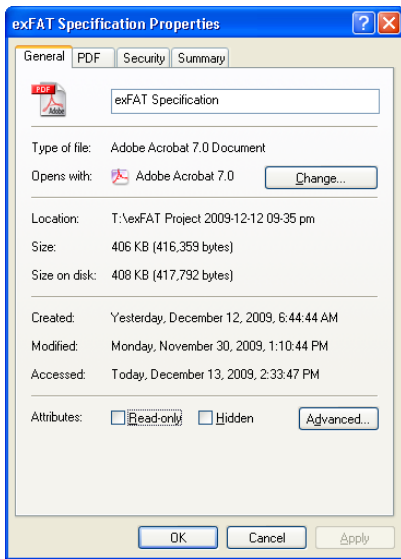 exFAT Specification Properties
General PDF Security Summary
PDF
Adobe
exFAT Specification
Type of file: Adobe Acrobat 7.0 Document
Opens with: Adobe Acrobat 7.0 Change...
Location: T:\exFAT Project 2009-12-12 09-35 pm
Size: 406 KB (416,359 bytes)
Size on disk: 408 KB (417,792 bytes)
Created: Yesterday, December 12, 2009, 6:44:44 AM
Modified: Monday, November 30, 2009, 1:10:44 PM
Accessed: Today, December 13, 2009, 2:33:47 PM
Attributes: Read-only Hidden Advanced...
OK Cancel Apply